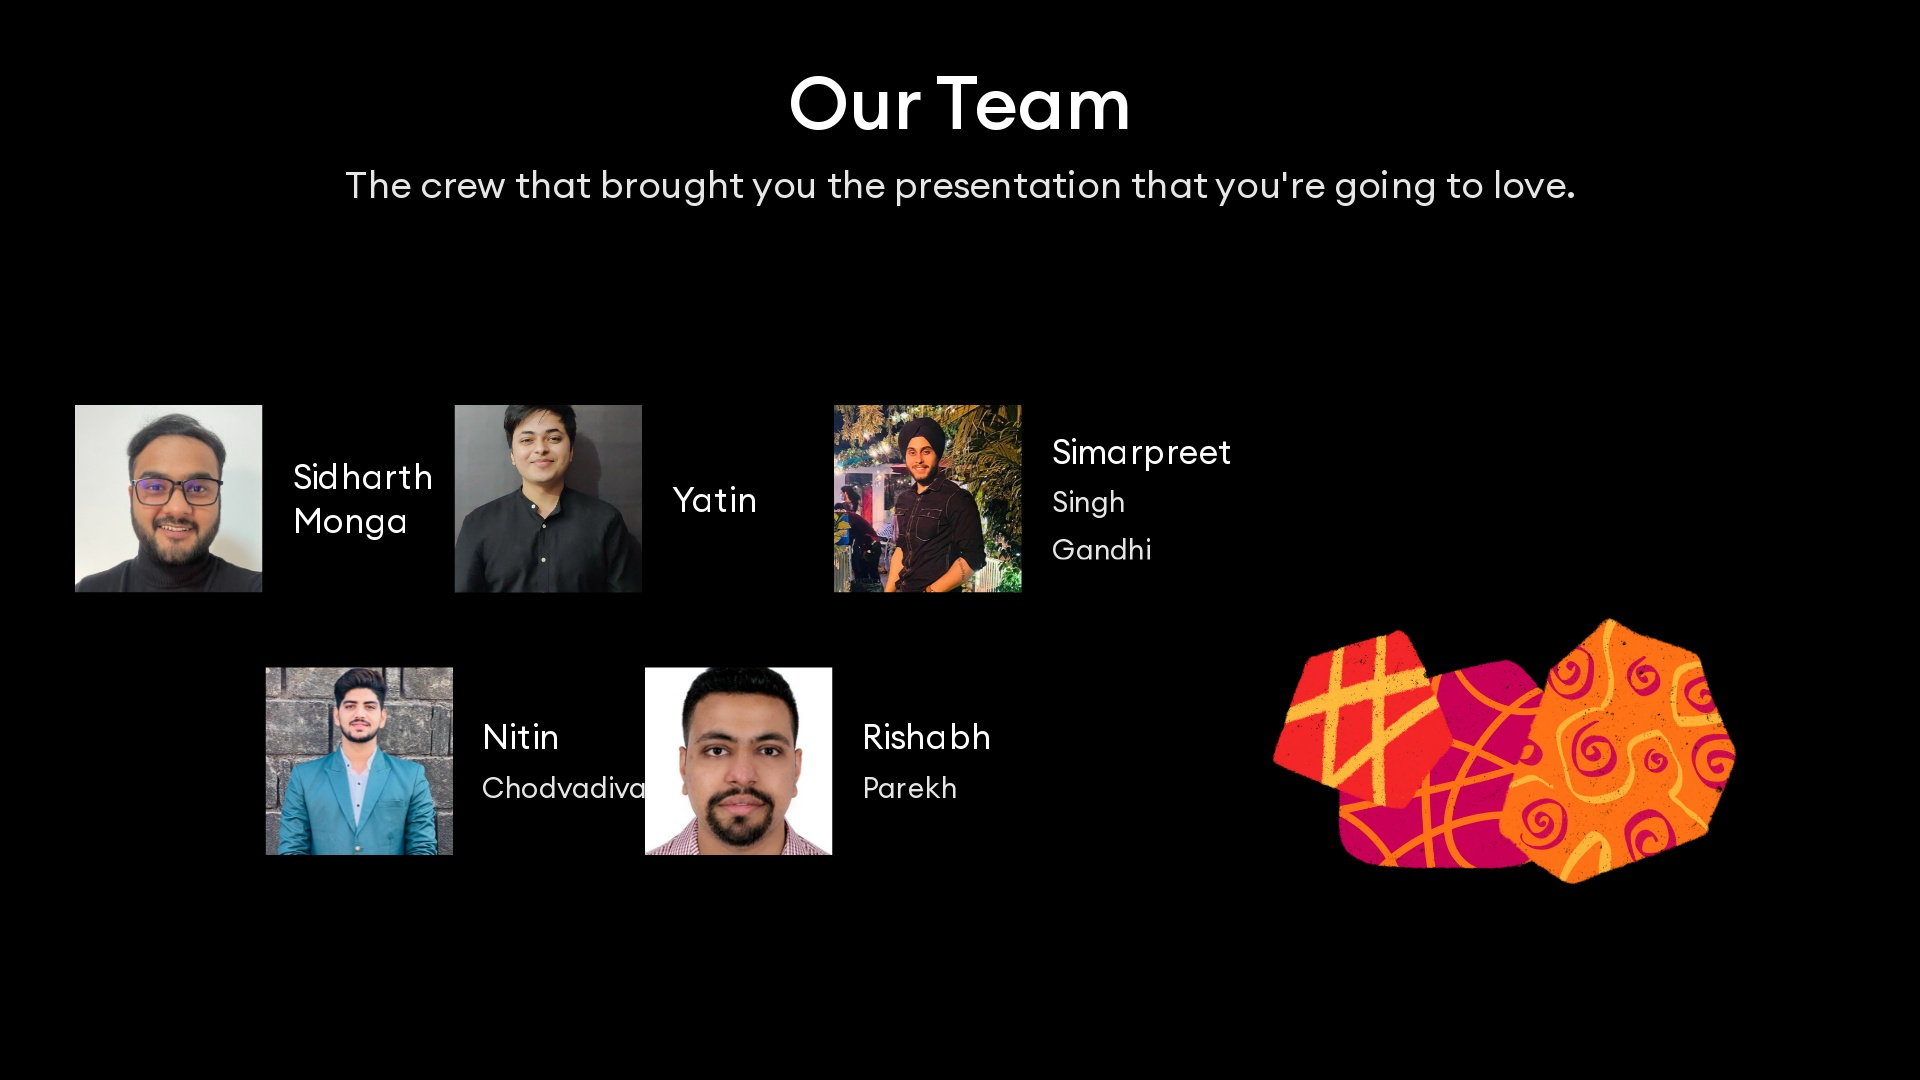 Our Team
The crew that brought you the presentation that you're going to love.
Sidharth
Monga
Yatin
Simarpreet
Singh
Gandhi
Nitin
Chodvadiva
Rishabh
Parekh